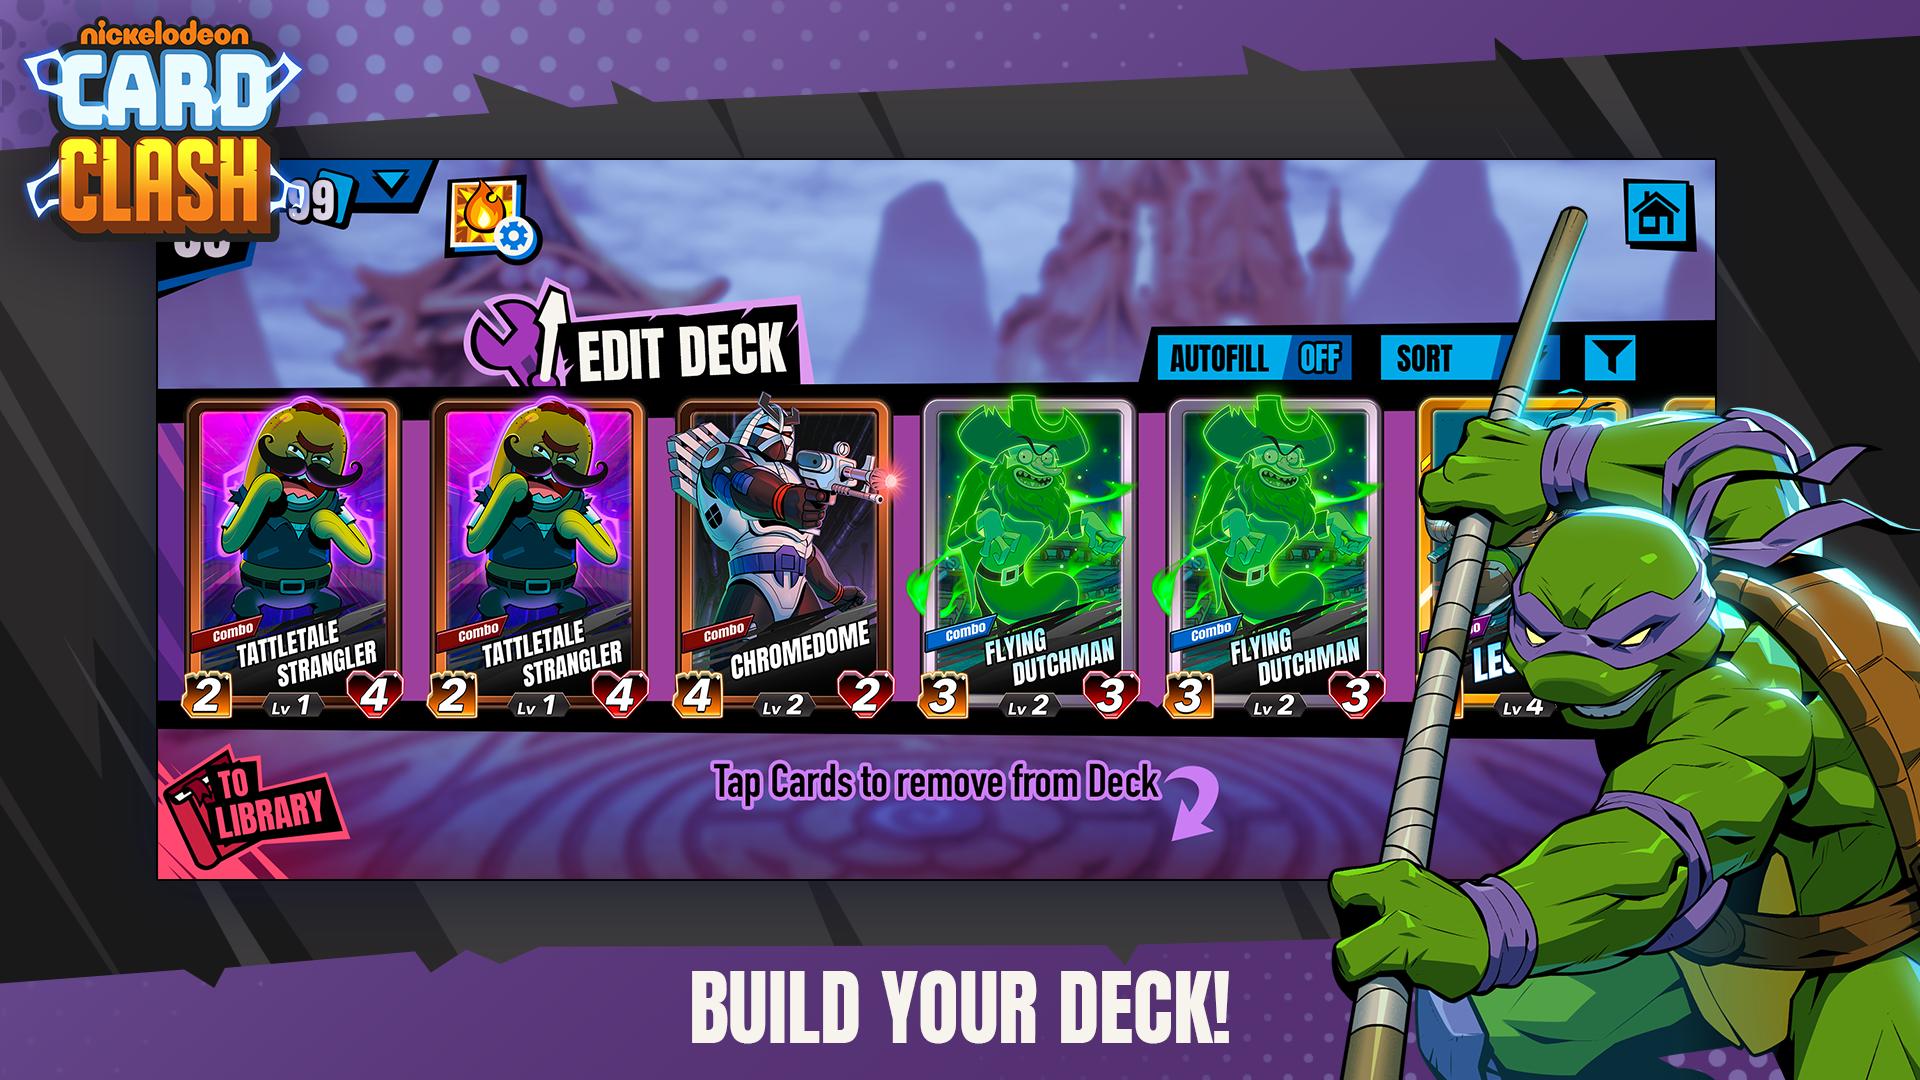 nickelodeon
CARD
CLASH
99
EDIT DECK
AUTOFILL OFF
SORT
Combo
TATTLETALE
STRANGLER
2
Lv 1
4
Combo
TATTLETALE
STRANGLER
2
Lv 1
4
Combo
CHROMEDOME
4
Lv 2
2
Combo
FLYING
DUTCHMAN
3
Lv 2
3
Combo
FLYING
DUTCHMAN
3
Lv 2
3
Lv 4
TO
LIBRARY
Tap Cards to remove from Deck
BUILD YOUR DECK!